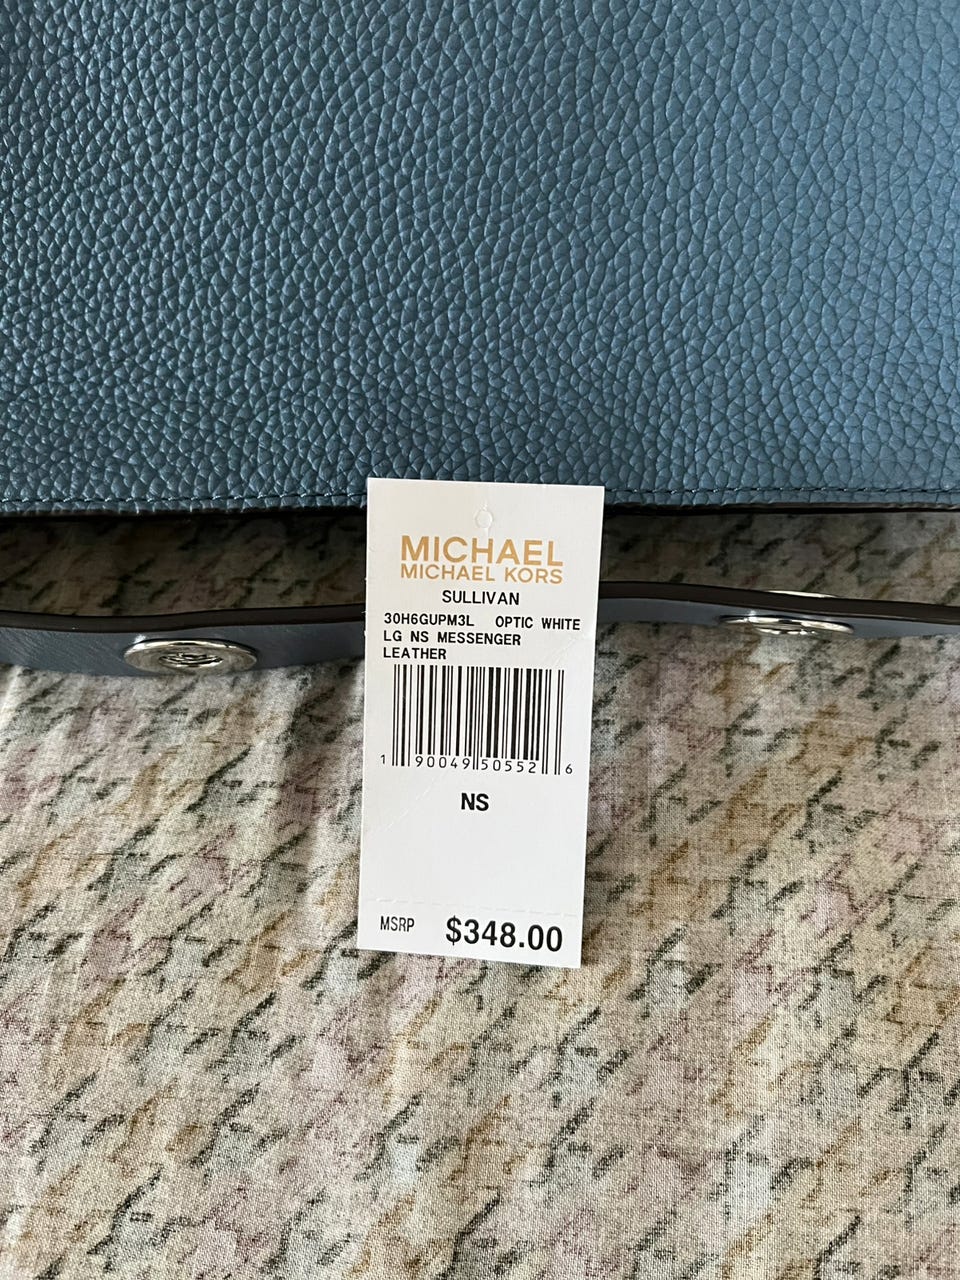 MICHAEL
MICHAEL KORS
SULLIVAN
30H6GUPM3L OPTIC WHITE
LG NS MESSENGER
LEATHER
1 90049 50552 6
NS
MSRP $348.00